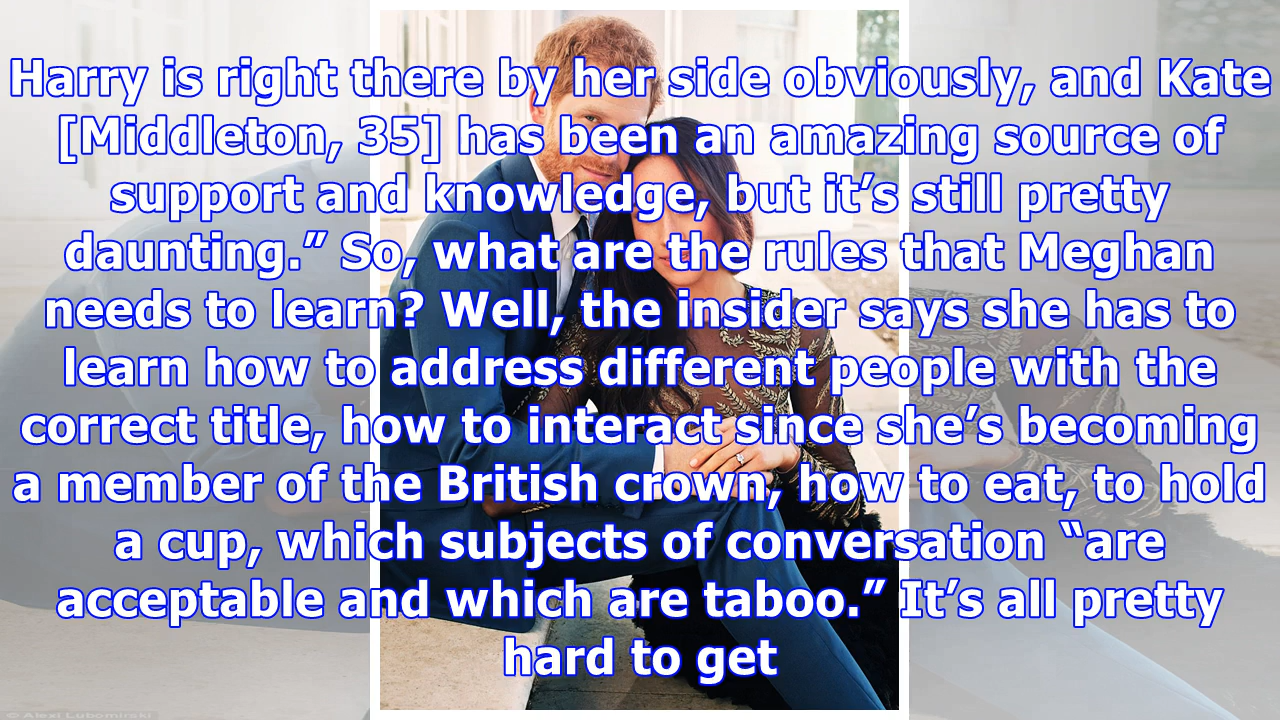 Harry is right there by her side obviously, and Kate
[Middleton, 35] has been an amazing source of
support and knowledge, but it’s still pretty
daunting.” So, what are the rules that Meghan
needs to learn? Well, the insider says she has to
learn how to address different people with the
correct title, how to interact since she’s becoming
a member of the British crown, how to eat, to hold
a cup, which subjects of conversation “are
acceptable and which are taboo.” It’s all pretty
hard to get
© Alexi Lubomirski